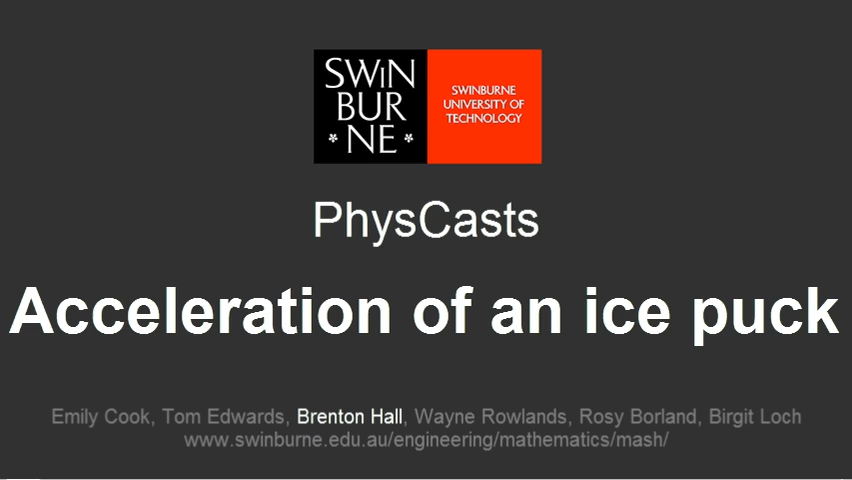 SWIN
BUR
* NE *
SWINBURNE
UNIVERSITY OF
TECHNOLOGY
PhysCasts
Acceleration of an ice puck
Emily Cook, Tom Edwards, Brenton Hall, Wayne Rowlands, Rosy Borland, Birgit Loch
www.swinburne.edu.au/engineering/mathematics/mash/